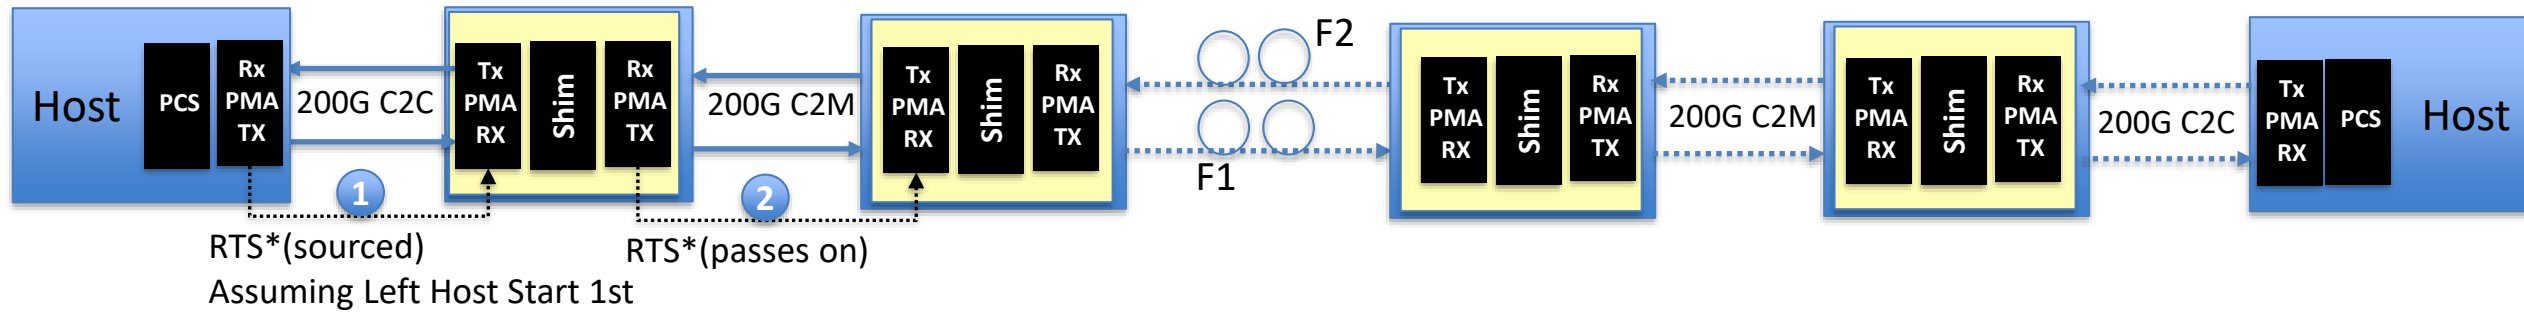 Host
PCS
Rx
PMA
TX
200G C2C
Tx
PMA
RX
Shim
Rx
PMA
TX
200G C2M
Tx
PMA
RX
Shim
Rx
PMA
TX
F2
F1
Tx
PMA
RX
Shim
Rx
PMA
TX
200G C2M
Tx
PMA
RX
Shim
Rx
PMA
TX
200G C2C
Tx
PMA
RX
PCS
Host
1
2
RTS*(sourced)
Assuming Left Host Start 1st
RTS*(passes on)